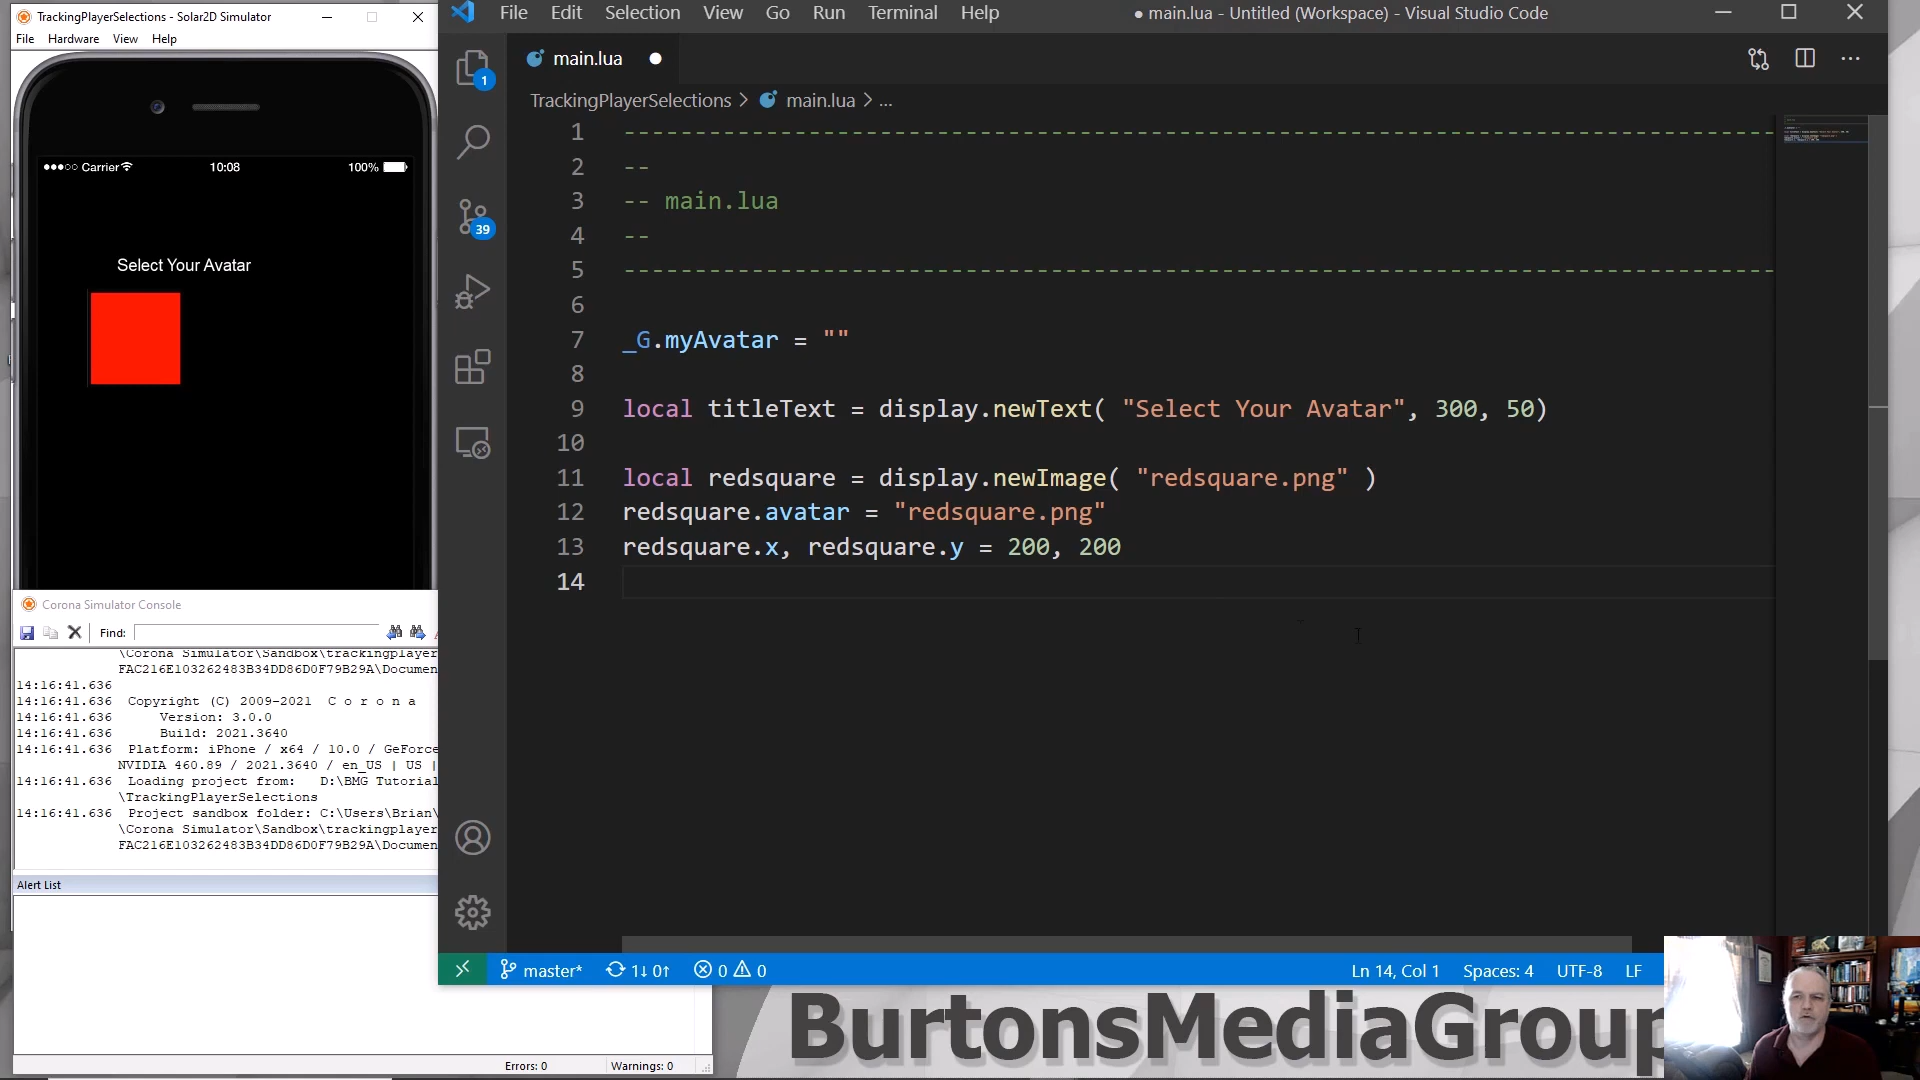 TrackingPlayerSelections - Solar2D Simulator
File Hardware View Help
Carrier 10:08 100%
Select Your Avatar
Corona Simulator Console
Find:
\Corona Simulator\Sandbox\trackingplayer
FAC216E103262483B34DD86D0F79B29A\Documen
14:16:41.636
14:16:41.636 Copyright (C) 2009-2021 C o r o n a
14:16:41.636 Version: 3.0.0
14:16:41.636 Build: 2021.3640
14:16:41.636 Platform: iPhone / x64 / 10.0 / GeForce
NVIDIA 460.89 / 2021.3640 / en_US | US |
14:16:41.636 Loading project from: D:\BMG Tutorial
\TrackingPlayerSelections
14:16:41.636 Project sandbox folder: C:\Users\Brian\
\Corona Simulator\Sandbox\trackingplayer
FAC216E103262483B34DD86D0F79B29A\Documen
Alert List
Errors: 0 Warnings: 0
File Edit Selection View Go Run Terminal Help ● main.lua - Untitled (Workspace) - Visual Studio Code
1
39
main.lua ●
TrackingPlayerSelections > main.lua > ...
1 ---------------------------------------------------------------------------------
2 --
3 -- main.lua
4 --
5 ---------------------------------------------------------------------------------
6
7 _G.myAvatar = ""
8
9 local titleText = display.newText( "Select Your Avatar", 300, 50)
10
11 local redsquare = display.newImage( "redsquare.png" )
12 redsquare.avatar = "redsquare.png"
13 redsquare.x, redsquare.y = 200, 200
14
master* 1↓ 0↑ 0 0 Ln 14, Col 1 Spaces: 4 UTF-8 LF
BurtonsMediaGroup